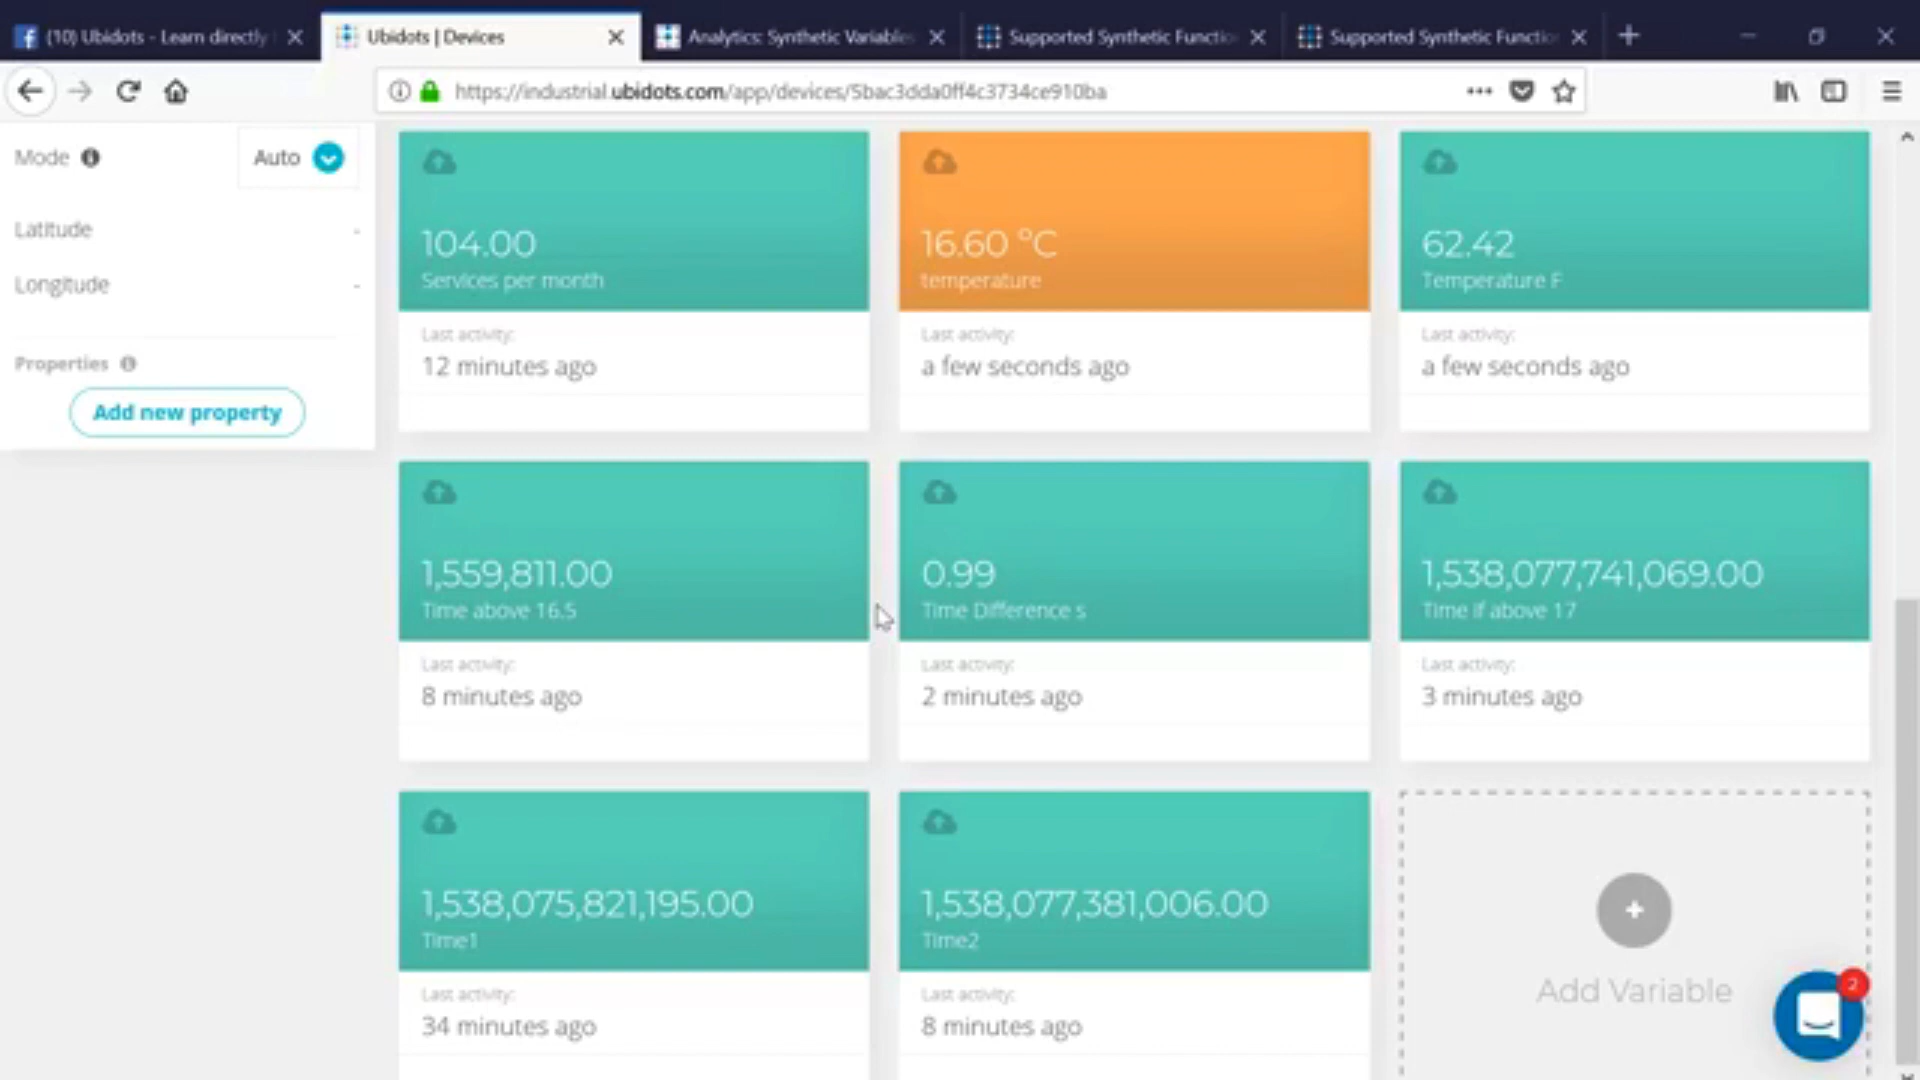 (10) Ubidots - Learn directly
Ubidots | Devices
Analytics: Synthetic Variables
Supported Synthetic Functio
Supported Synthetic Functio
https://industrial.ubidots.com/app/devices/5bac3dda0ff4c3734ce910ba
Mode
Auto
Latitude -
Longitude -
Properties
Add new property
104.00
Services per month
Last activity:
12 minutes ago
16.60 ºC
temperature
Last activity:
a few seconds ago
62.42
Temperature F
Last activity:
a few seconds ago
1,559,811.00
Time above 16.5
Last activity:
8 minutes ago
0.99
Time Difference s
Last activity:
2 minutes ago
1,538,077,741,069.00
Time if above 17
Last activity:
3 minutes ago
1,538,075,821,195.00
Time1
Last activity:
34 minutes ago
1,538,077,381,006.00
Time2
Last activity:
8 minutes ago
Add Variable
2